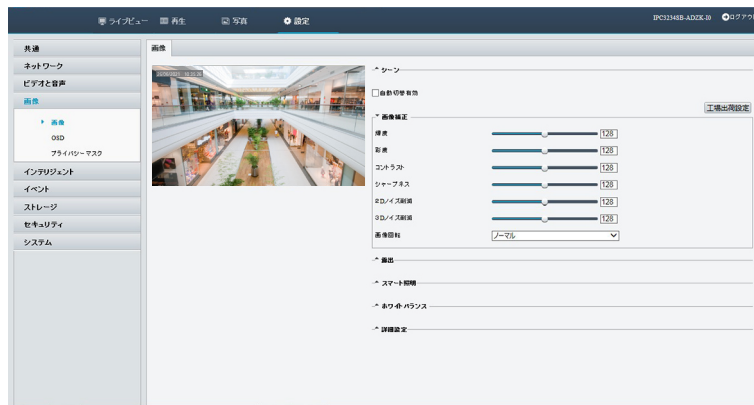 ライブビュー 再生 写真 設定 IPC3234SB-ADZK-I0 ログアウト
共通
ネットワーク
ビデオと音声
画像
画像
OSD
プライバシーマスク
インテリジェント
イベント
ストレージ
セキュリティ
システム
画像
シーン
自動切替有効
工場出荷設定
画像補正
輝度 128
彩度 128
コントラスト 128
シャープネス 128
2Dノイズ削減 128
3Dノイズ削減 128
画像回転 ノーマル
露出
スマート照明
ホワイトバランス
詳細設定